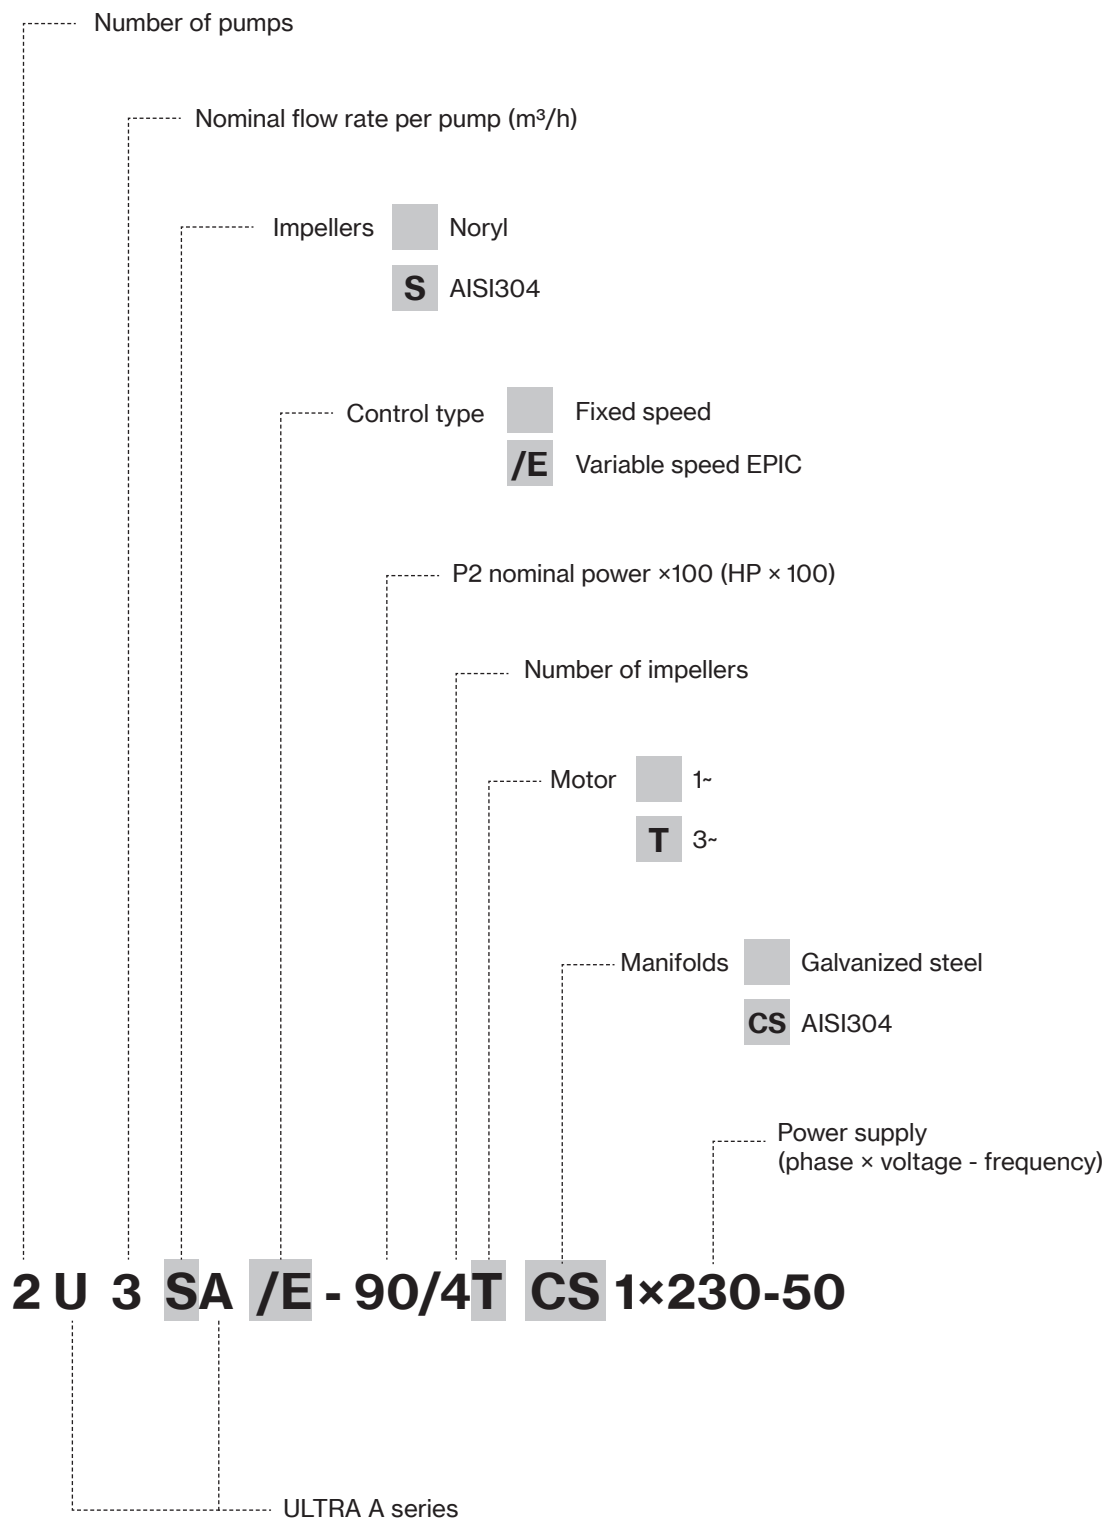 Number of pumps
Nominal flow rate per pump (m³/h)
Impellers Noryl
S AISI304
Control type Fixed speed
/E Variable speed EPIC
P2 nominal power ×100 (HP × 100)
Number of impellers
Motor 1~
T 3~
Manifolds Galvanized steel
CS AISI304
Power supply
(phase × voltage - frequency)
2 U 3 SA /E - 90/4T CS 1×230-50
ULTRA A series